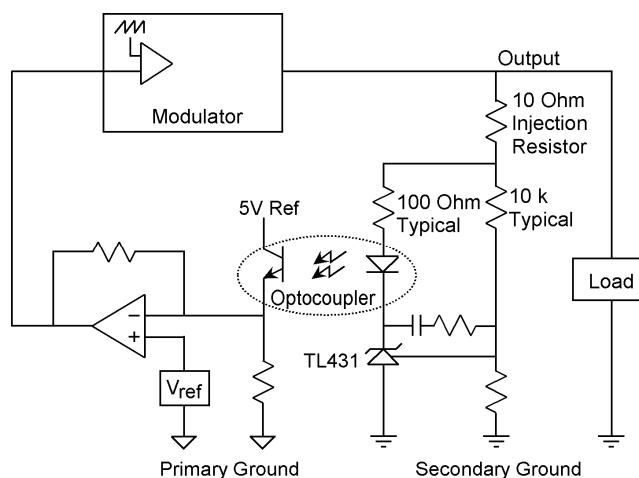 Modulator
Output
10 Ohm
Injection
Resistor
100 Ohm
Typical
10 k
Typical
5V Ref
Optocoupler
Load
−
+
TL431
Vref
Primary Ground
Secondary Ground